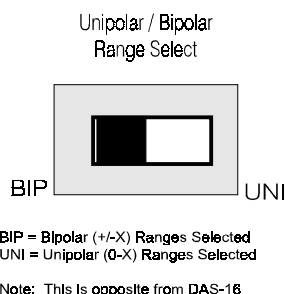 Unipolar / Bipolar
Range Select
BIP
UNI
BIP = Bipolar (+/-X) Ranges Selected
UNI = Unipolar (0-X) Ranges Selected
Note: This is opposite from DAS-16